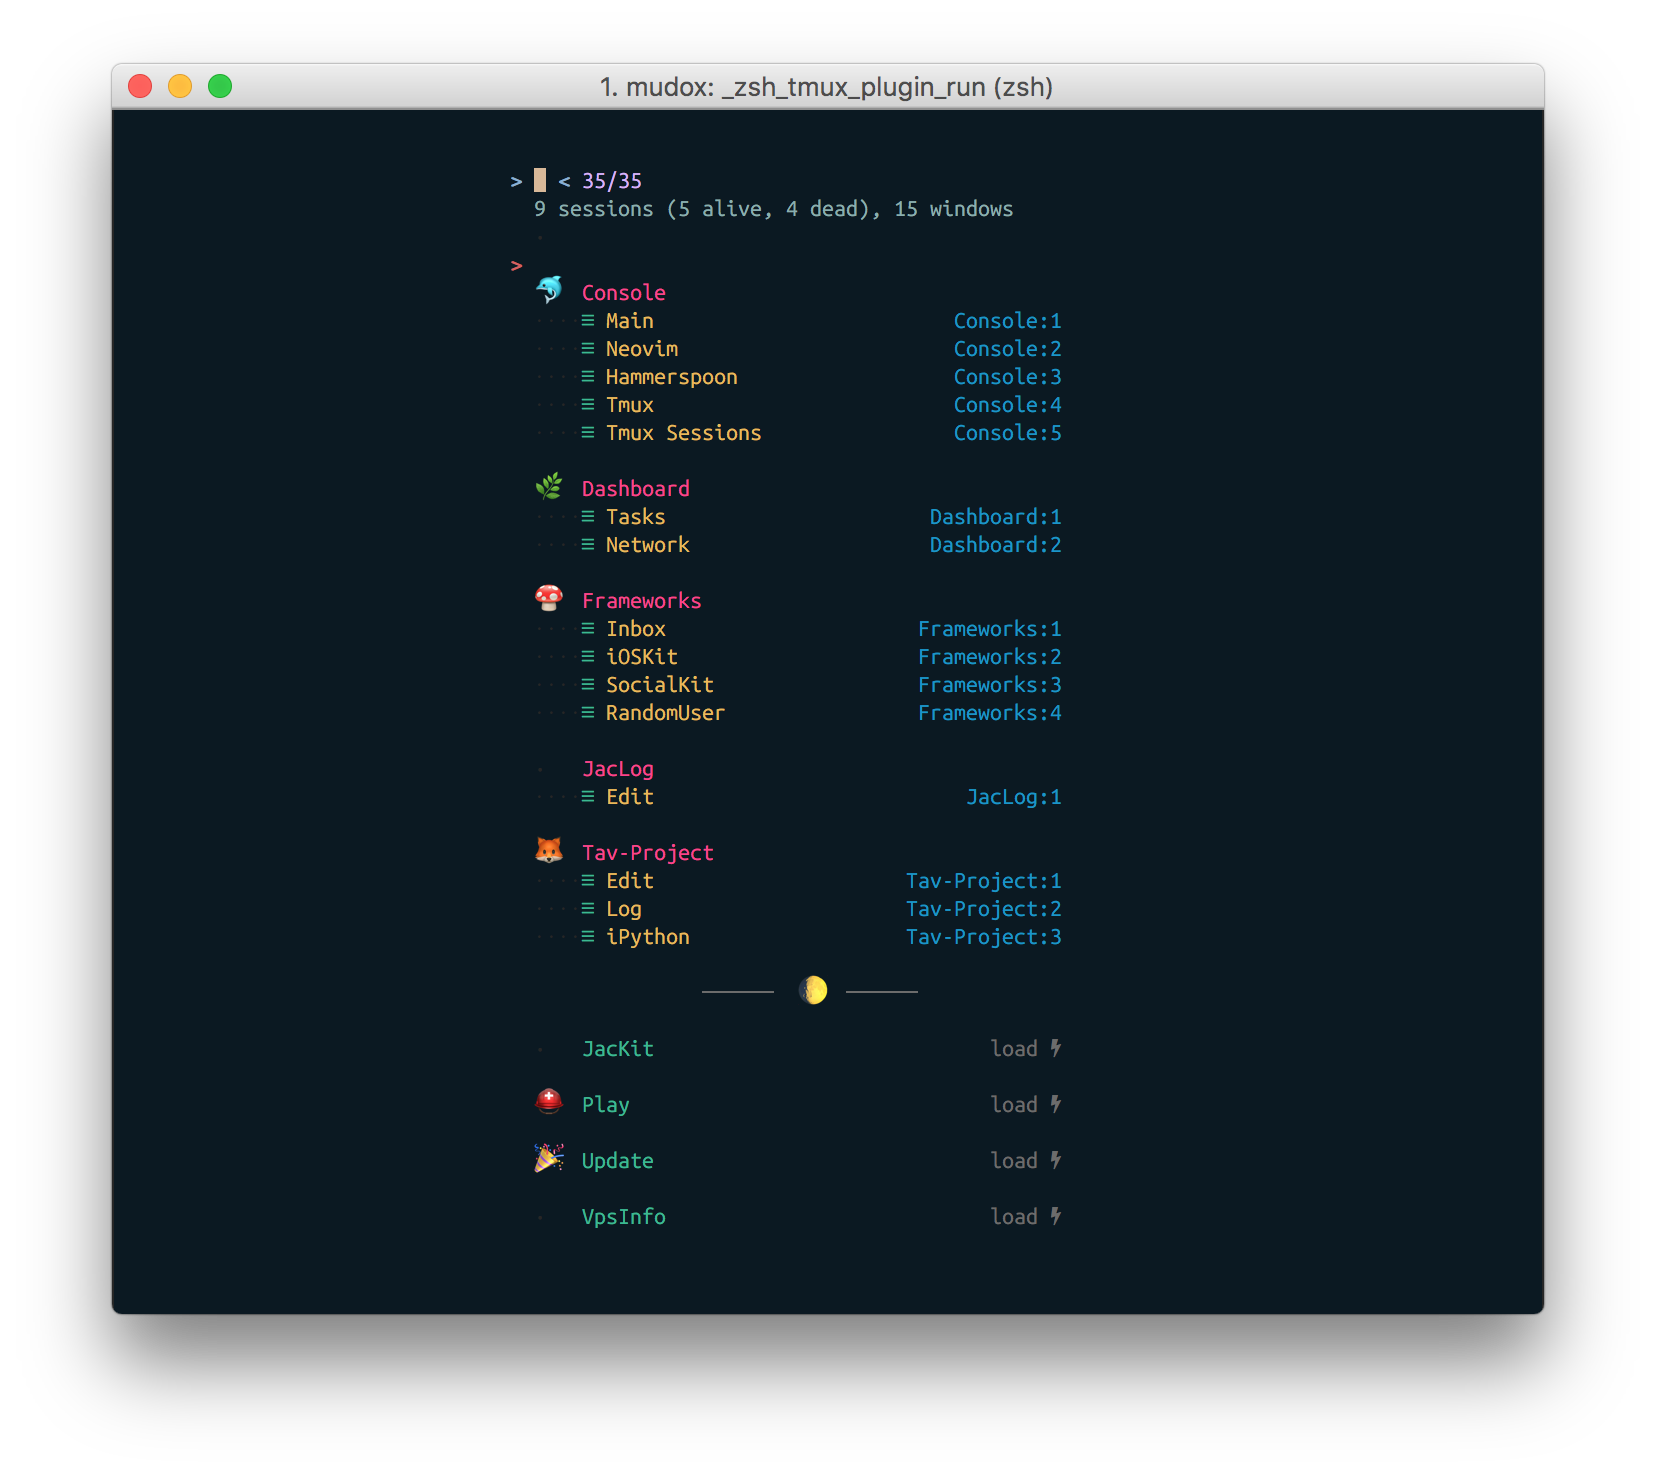 1. mudox: _zsh_tmux_plugin_run (zsh)
> < 35/35
9 sessions (5 alive, 4 dead), 15 windows
>
🐬 Console
≡ Main Console:1
≡ Neovim Console:2
≡ Hammerspoon Console:3
≡ Tmux Console:4
≡ Tmux Sessions Console:5
🌿 Dashboard
≡ Tasks Dashboard:1
≡ Network Dashboard:2
🍄 Frameworks
≡ Inbox Frameworks:1
≡ iOSKit Frameworks:2
≡ SocialKit Frameworks:3
≡ RandomUser Frameworks:4
JacLog
≡ Edit JacLog:1
🦊 Tav-Project
≡ Edit Tav-Project:1
≡ Log Tav-Project:2
≡ iPython Tav-Project:3
JacKit load
⛑ Play load
🎉 Update load
VpsInfo load